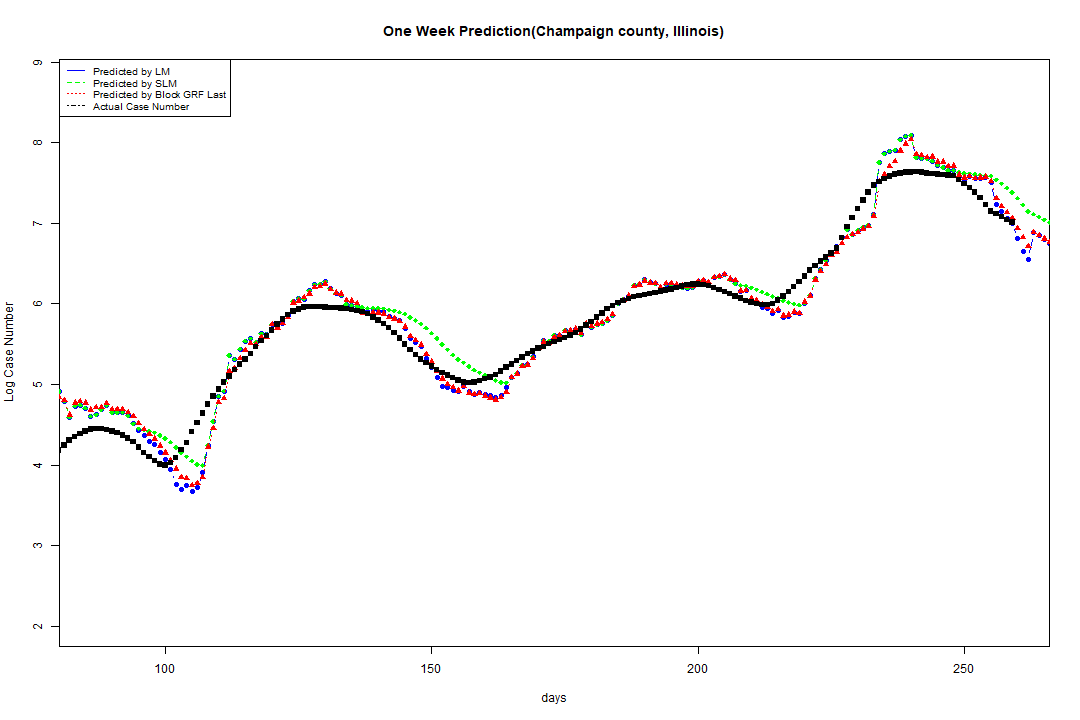 One Week Prediction(Champaign county, Illinois)
Predicted by LM
Predicted by SLM
Predicted by Block GRF Last
Actual Case Number
9
8
7
6
5
4
3
2
Log Case Number
100 150 200 250
days